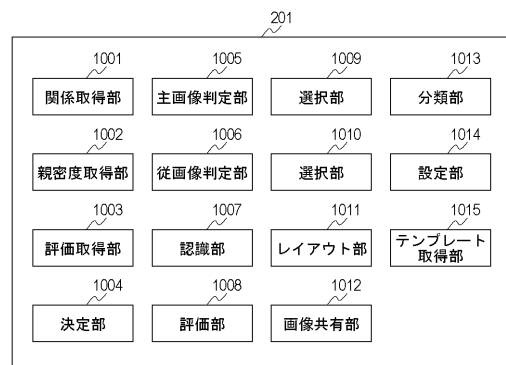 201
1001
関係取得部
1005
主画像判定部
1009
選択部
1013
分類部
1002
親密度取得部
1006
従画像判定部
1010
選択部
1014
設定部
1003
評価取得部
1007
認識部
1011
レイアウト部
1015
テンプレート
取得部
1004
決定部
1008
評価部
1012
画像共有部